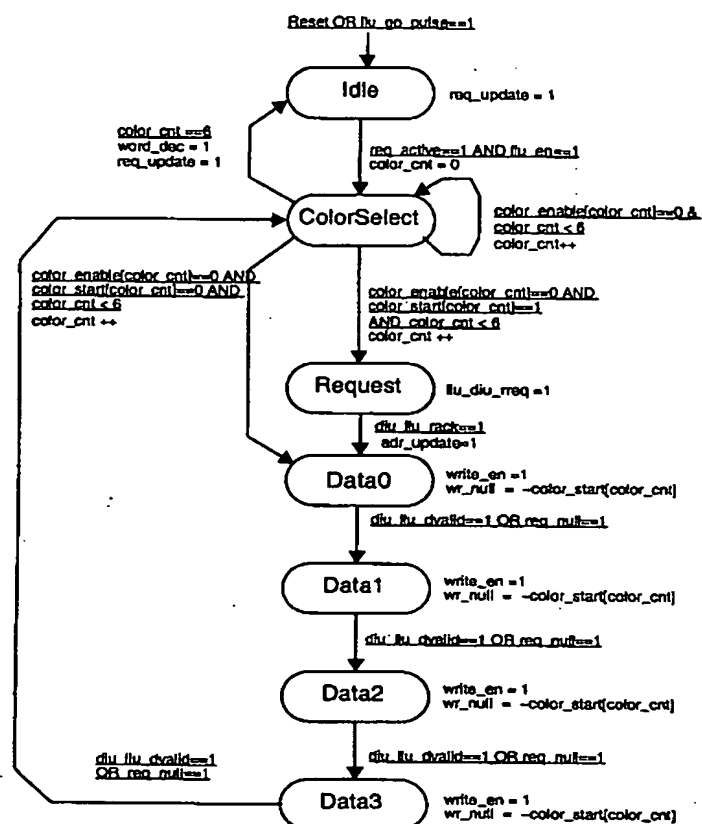 Reset OR llu_go_pulse==1
Idle
req_update = 1
color_cnt ==6
word_dec = 1
req_update = 1
req_active==1 AND llu_en==1
color_cnt = 0
ColorSelect
color_enable[color_cnt]==0 &
color_cnt < 6
color_cnt++
color_enable[color_cnt]==0 AND
color_start[color_cnt]==0 AND
color_cnt < 6
color_cnt ++
color_enable[color_cnt]==0 AND
color_start[color_cnt]==1
AND color_cnt < 6
color_cnt ++
Request
llu_diu_rreq =1
diu_llu_rack==1
adr_update=1
Data0
write_en =1
wr_null = ~color_start[color_cnt]
diu_llu_dvalid==1 OR req_null==1
Data1
write_en =1
wr_null = ~color_start[color_cnt]
diu_llu_dvalid==1 OR req_null==1
Data2
write_en = 1
wr_null = ~color_start[color_cnt]
diu_llu_dvalid==1
OR req_null==1
diu_llu_dvalid==1 OR req_null==1
Data3
write_en = 1
wr_null = ~color_start[color_cnt]